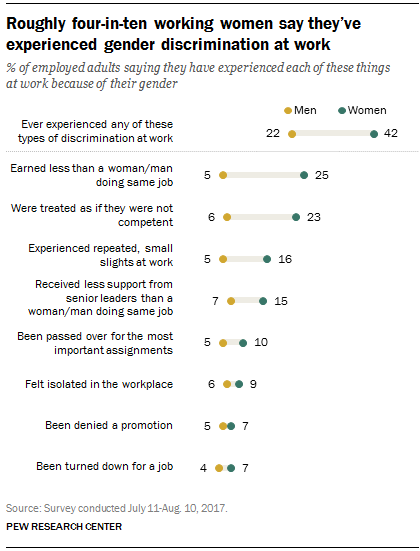 Roughly four-in-ten working women say they've
experienced gender discrimination at work
% of employed adults saying they have experienced each of these things
at work because of their gender
Men Women
Ever experienced any of these
types of discrimination at work
22 42
Earned less than a woman/man
doing same job
5 25
Were treated as if they were not
competent
6 23
Experienced repeated, small
slights at work
5 16
Received less support from
senior leaders than a
woman/man doing same job
7 15
Been passed over for the most
important assignments
5 10
Felt isolated in the workplace 6 9
Been denied a promotion 5 7
Been turned down for a job 4 7
Source: Survey conducted July 11-Aug. 10, 2017.
PEW RESEARCH CENTER